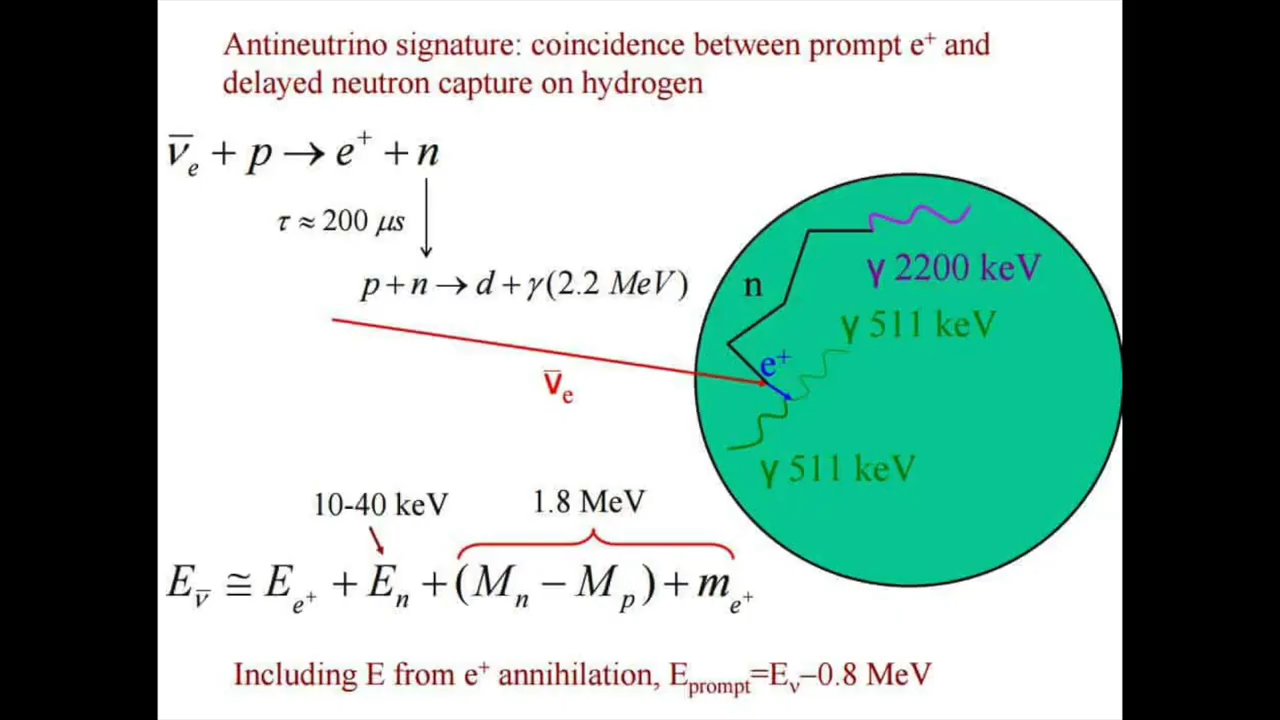 Antineutrino signature: coincidence between prompt e⁺ and
delayed neutron capture on hydrogen
ν̅ₑ + p → e⁺ + n
τ ≈ 200 μs
p + n → d + γ (2.2 MeV)
n
γ 2200 keV
γ 511 keV
e⁺
ν̅ₑ
γ 511 keV
10-40 keV
1.8 MeV
E_ν̅ ≅ E_e⁺ + E_n + (M_n − M_p) + m_e⁺
Including E from e⁺ annihilation, E_prompt=E_ν−0.8 MeV